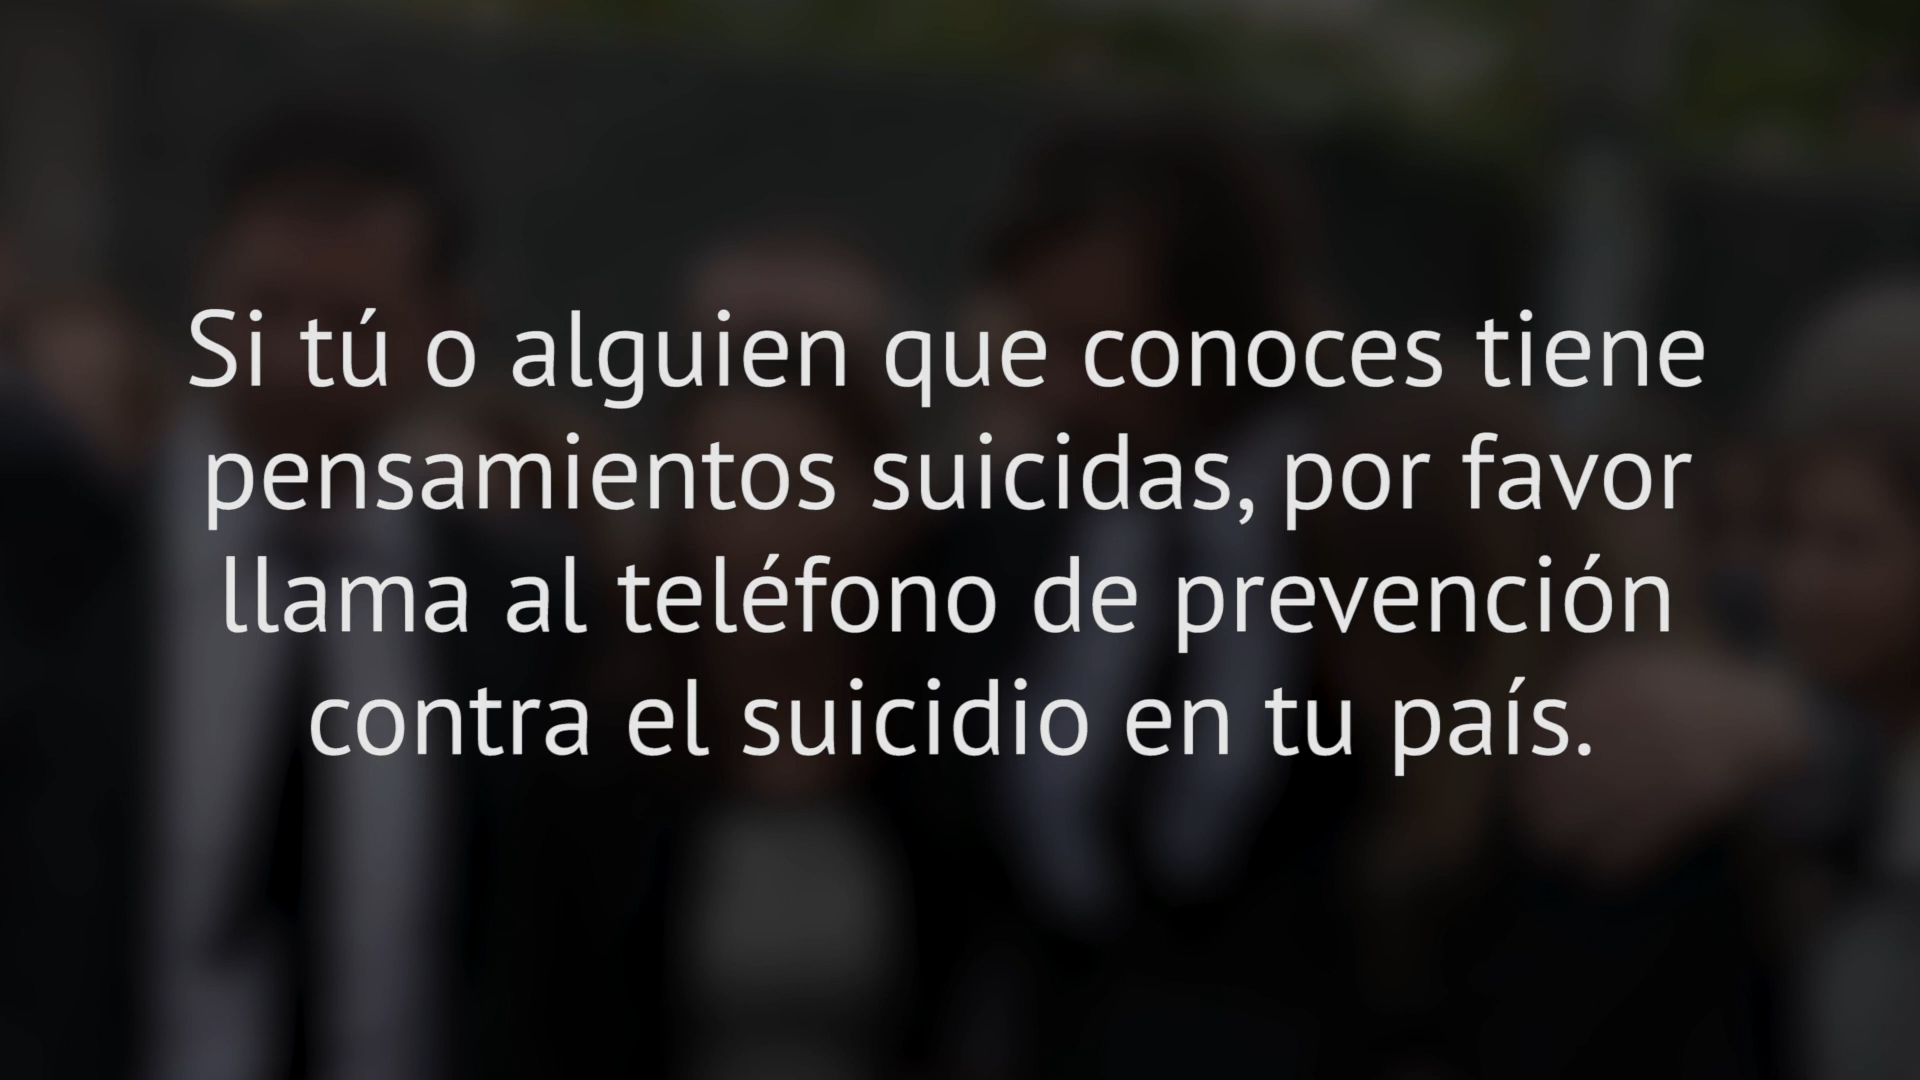 Si tú o alguien que conoces tiene
pensamientos suicidas, por favor
llama al teléfono de prevención
contra el suicidio en tu país.